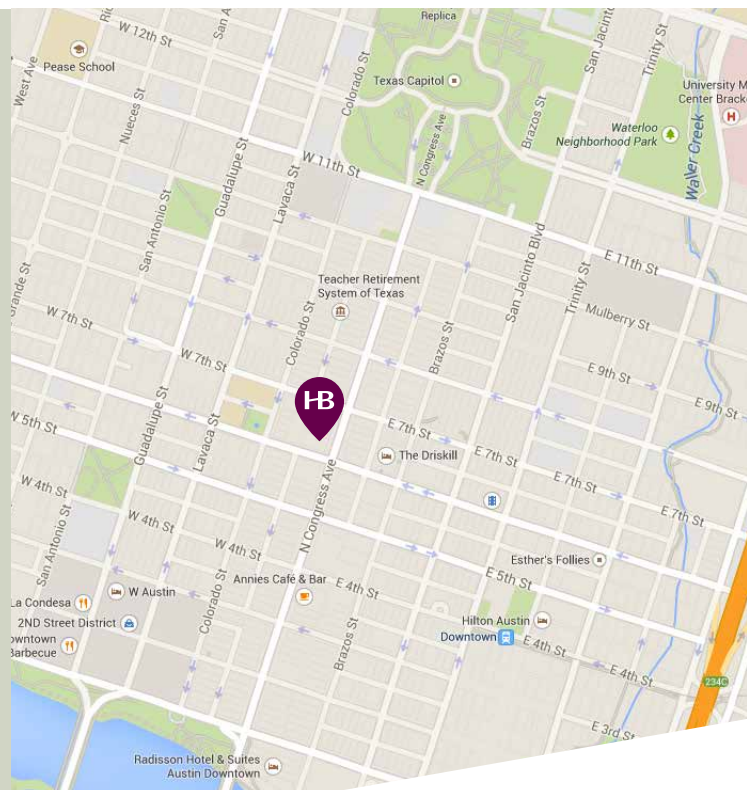 Replica
W 12th St
San A
Colorado St
San Jacinto
Trinity St
Pease School
Texas Capitol
University M
Center Bracke
West Ave
Nueces St
N Congress Ave
Brazos St
Waterloo
Neighborhood Park
Waller Creek
Guadalupe St
Lavaca St
W 11th St
San Antonio St
San Jacinto Blvd
Trinity St
E 11th St
Grande St
Teacher Retirement
System of Texas
Mulberry St
W 7th St
Colorado St
Brazos St
W 7th St
E 9th St
E 9th St
HB
W 5th St
Guadalupe St
Lavaca St
E 7th St
The Driskill
E 7th St
E 7th St
E 7th St
N Congress Ave
W 4th St
W 4th St
W 4th St
San Antonio St
Esther's Follies
E 5th St
Annies Café & Bar
E 4th St
W Austin
La Condesa
Colorado St
2ND Street District
Brazos St
Hilton Austin
Downtown
E 4th St
E 4th St
owntown
Barbecue
234C
E 3rd St
Radisson Hotel & Suites
Austin Downtown